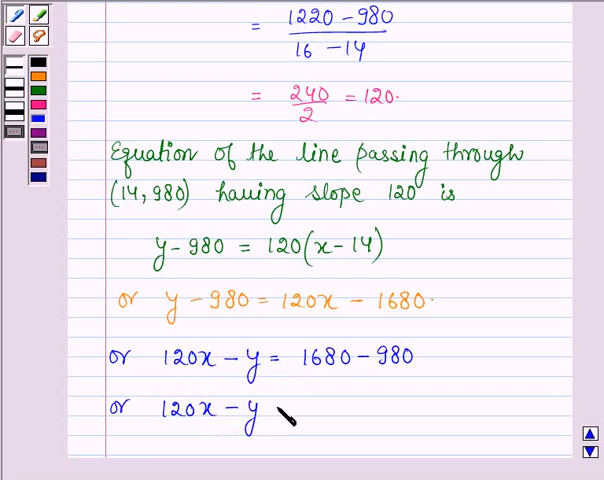 = 1220 - 980 / 16 - 14
= 240 / 2 = 120.
Equation of the line passing through
(14, 980) having slope 120 is
y - 980 = 120(x - 14)
or y - 980 = 120x - 1680.
or 120x - y = 1680 - 980
or 120x - y